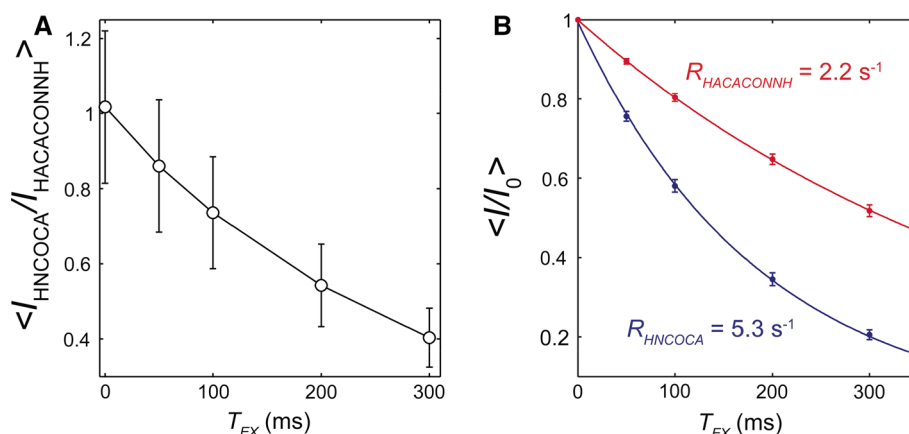 A
<I_HNCOCA/I_HACACONNH>
1.2
1
0.8
0.6
0.4
0 100 200 300
T_EX (ms)
B
<I/I_0>
1
0.8
0.6
0.4
0.2
R_HACACONNH = 2.2 s⁻¹
R_HNCOCA = 5.3 s⁻¹
0 100 200 300
T_EX (ms)